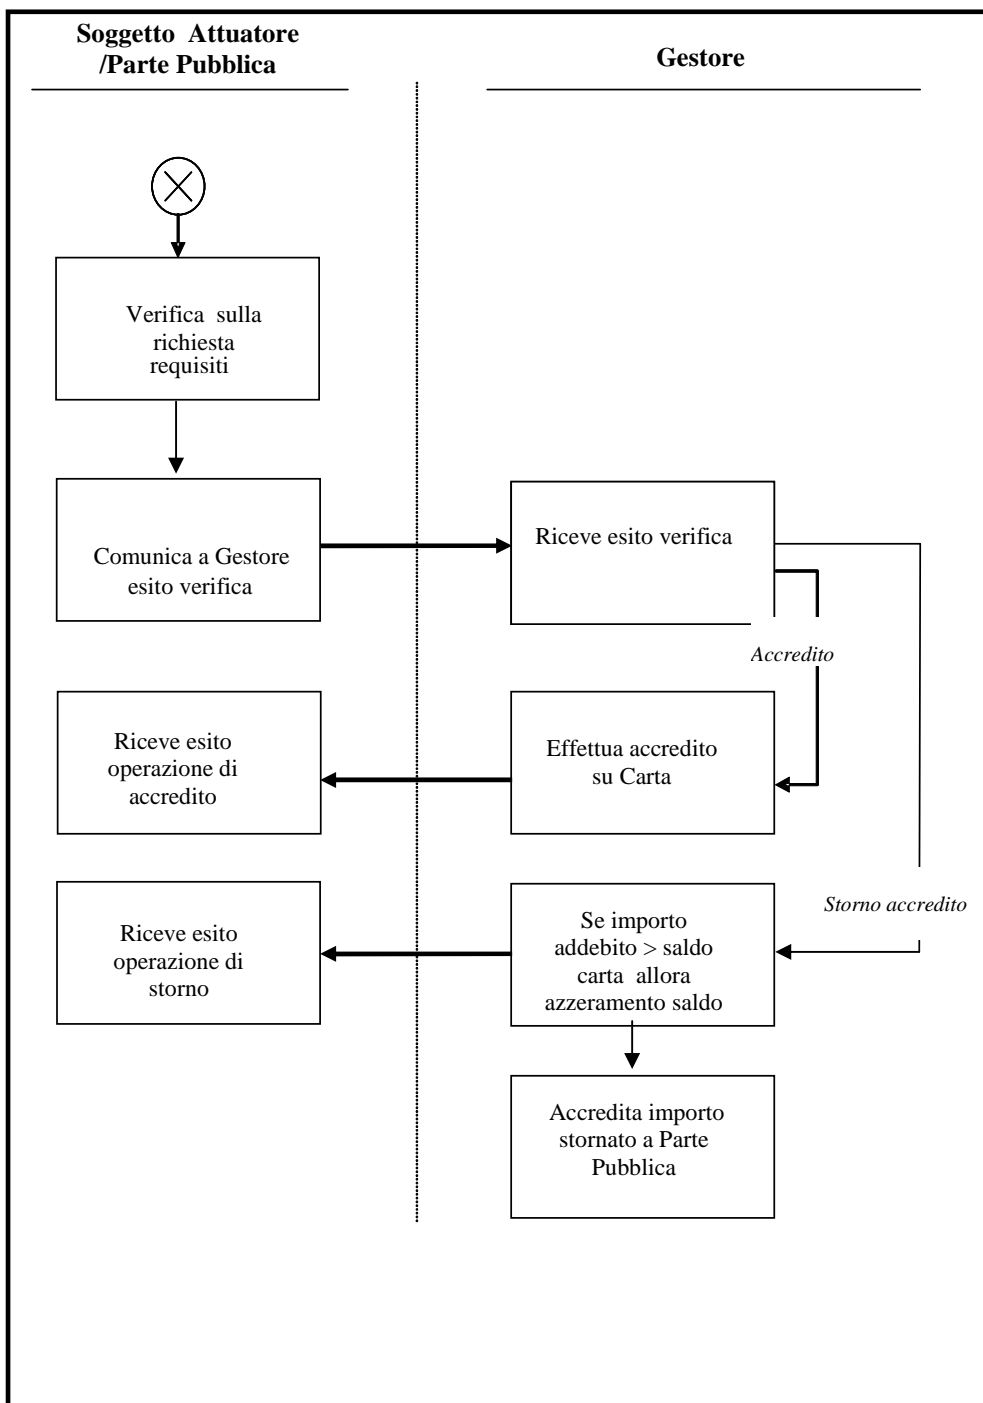 Soggetto Attuatore
/Parte Pubblica
Gestore
Verifica sulla
richiesta
requisiti
Comunica a Gestore
esito verifica
Riceve esito verifica
Accredito
Riceve esito
operazione di
accredito
Effettua accredito
su Carta
Storno accredito
Riceve esito
operazione di
storno
Se importo
addebito > saldo
carta allora
azzeramento saldo
Accredita importo
stornato a Parte
Pubblica